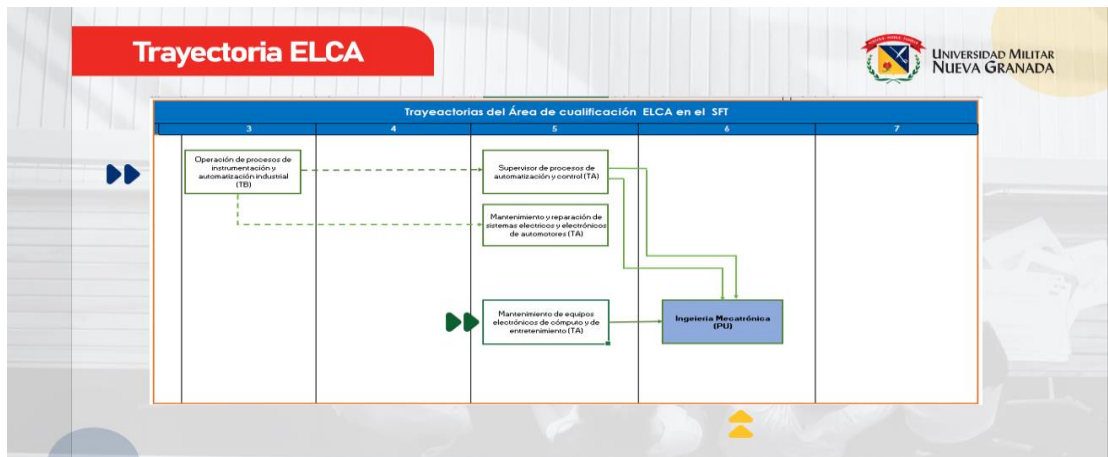 Trayectoria ELCA
UNIVERSIDAD MILITAR
NUEVA GRANADA
Trayeactorias del Área de cualificación ELCA en el SFT
3 4 5 6 7
Operación de procesos de
instrumentación y
automatización industrial
(TB)
Supervisor de procesos de
automatización y control (TA)
Mantenimiento y reparación de
sistemas electricos y electrónicos
de automotores (TA)
Mantenimiento de equipos
electrónicos de cómputo y de
entretenimiento (TA)
Ingeieria Mecatrónica
(PU)